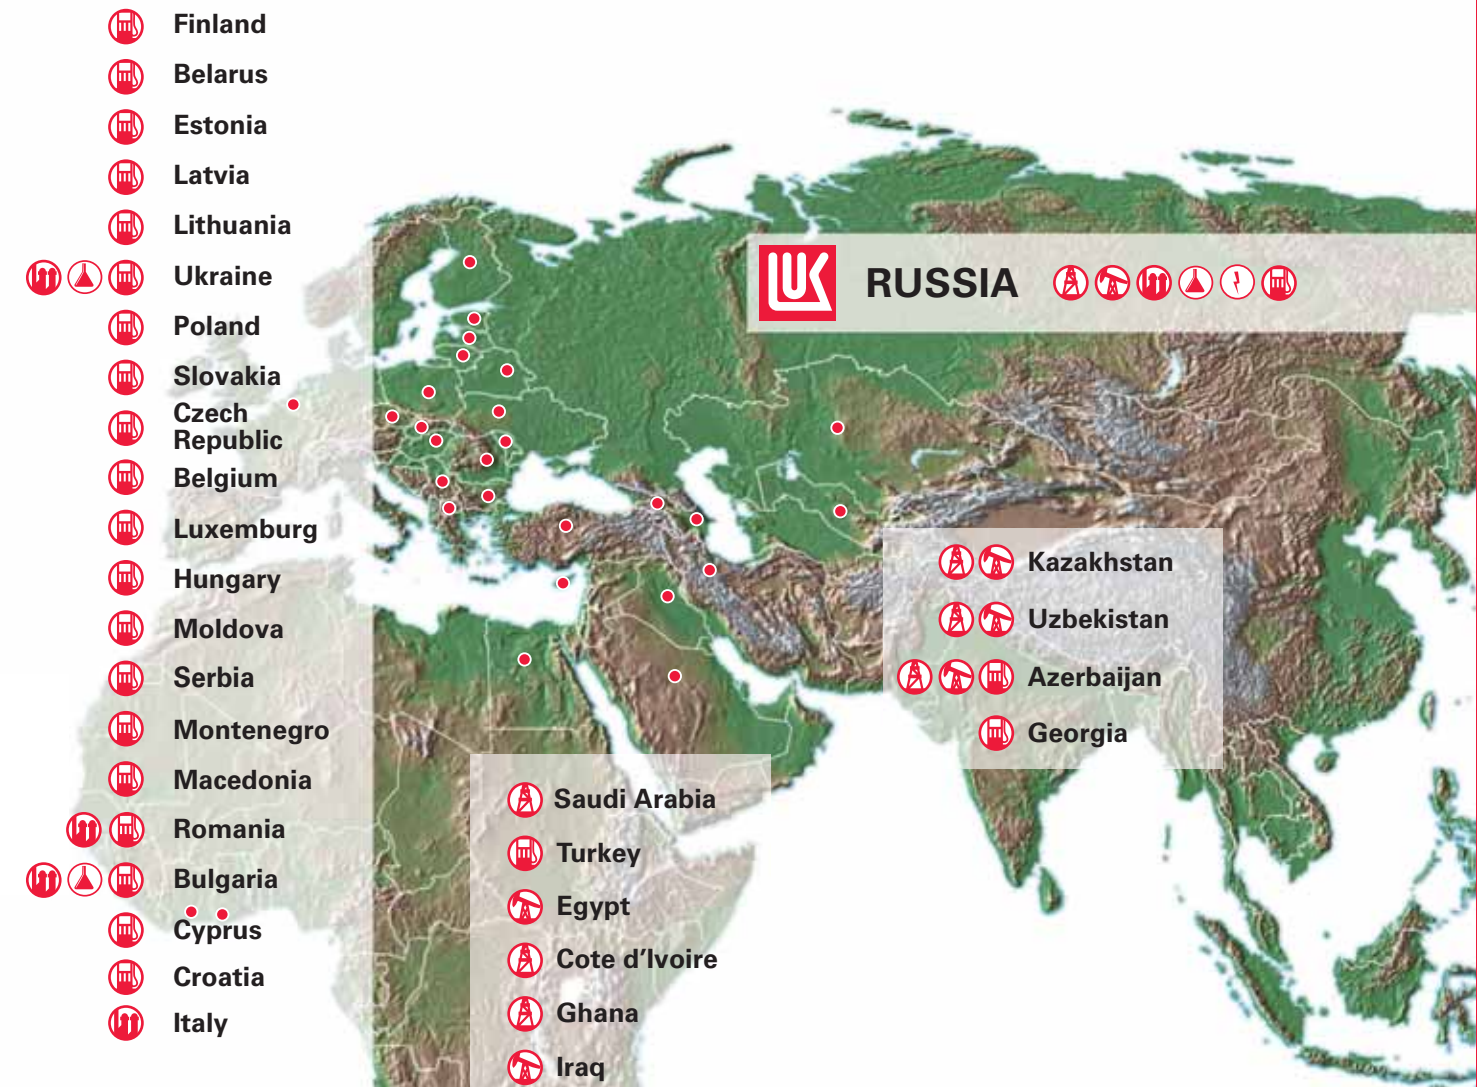 Finland
Belarus
Estonia
Latvia
Lithuania
Ukraine
Poland
Slovakia
Czech
Republic
Belgium
Luxemburg
Hungary
Moldova
Serbia
Montenegro
Macedonia
Romania
Bulgaria
Cyprus
Croatia
Italy
LUK
RUSSIA
Kazakhstan
Uzbekistan
Azerbaijan
Georgia
Saudi Arabia
Turkey
Egypt
Cote d'Ivoire
Ghana
Iraq